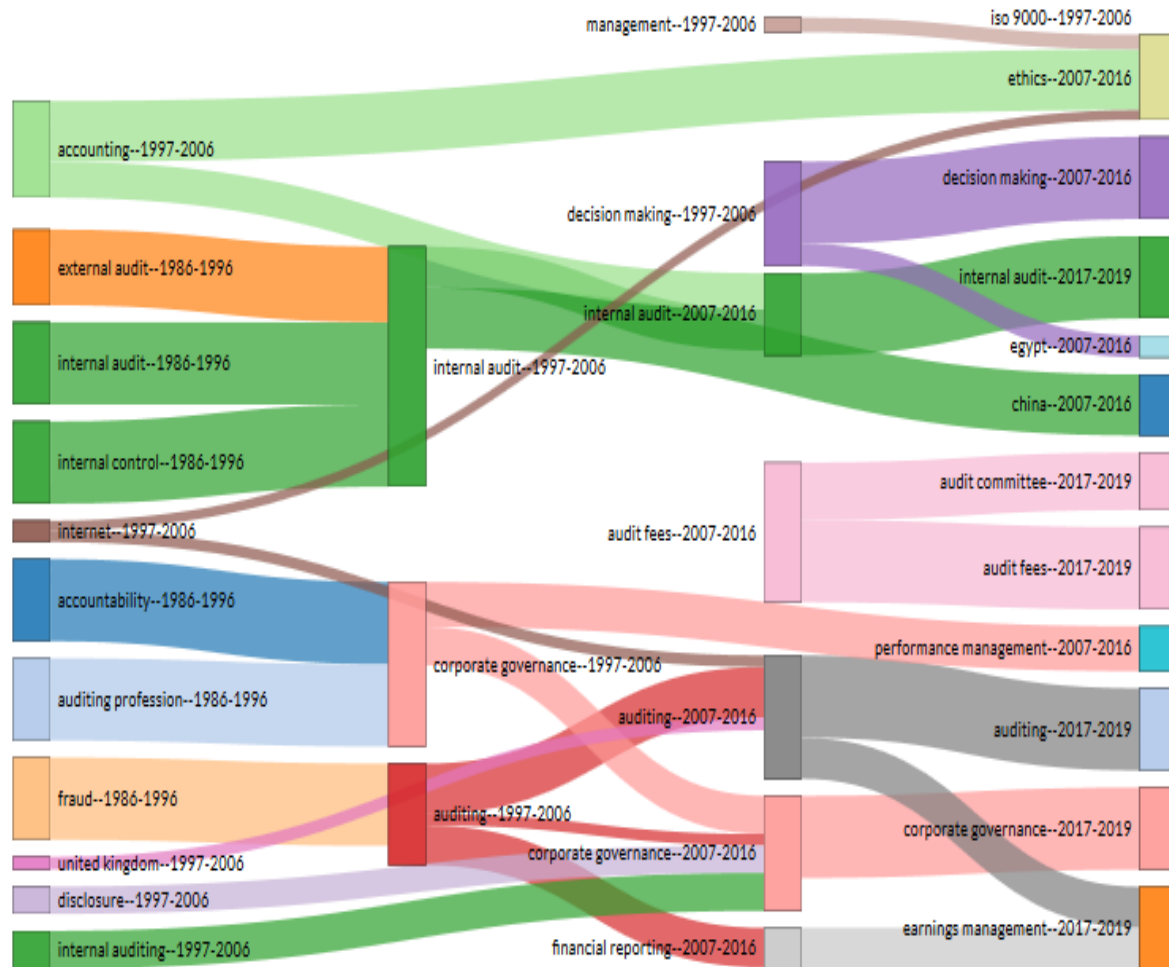 management--1997-2006
iso 9000--1997-2006
ethics--2007-2016
accounting--1997-2006
decision making--2007-2016
decision making--1997-2006
external audit--1986-1996
internal audit--2017-2019
internal audit--2007-2016
egypt--2007-2016
internal audit--1986-1996
internal audit--1997-2006
china--2007-2016
internal control--1986-1996
audit committee--2017-2019
internet--1997-2006
audit fees--2007-2016
audit fees--2017-2019
accountability--1986-1996
performance management--2007-2016
corporate governance--1997-2006
auditing profession--1986-1996
auditing--2007-2016
auditing--2017-2019
fraud--1986-1996
auditing--1997-2006
corporate governance--2017-2019
corporate governance--2007-2016
united kingdom--1997-2006
disclosure--1997-2006
earnings management--2017-2019
internal auditing--1997-2006
financial reporting--2007-2016